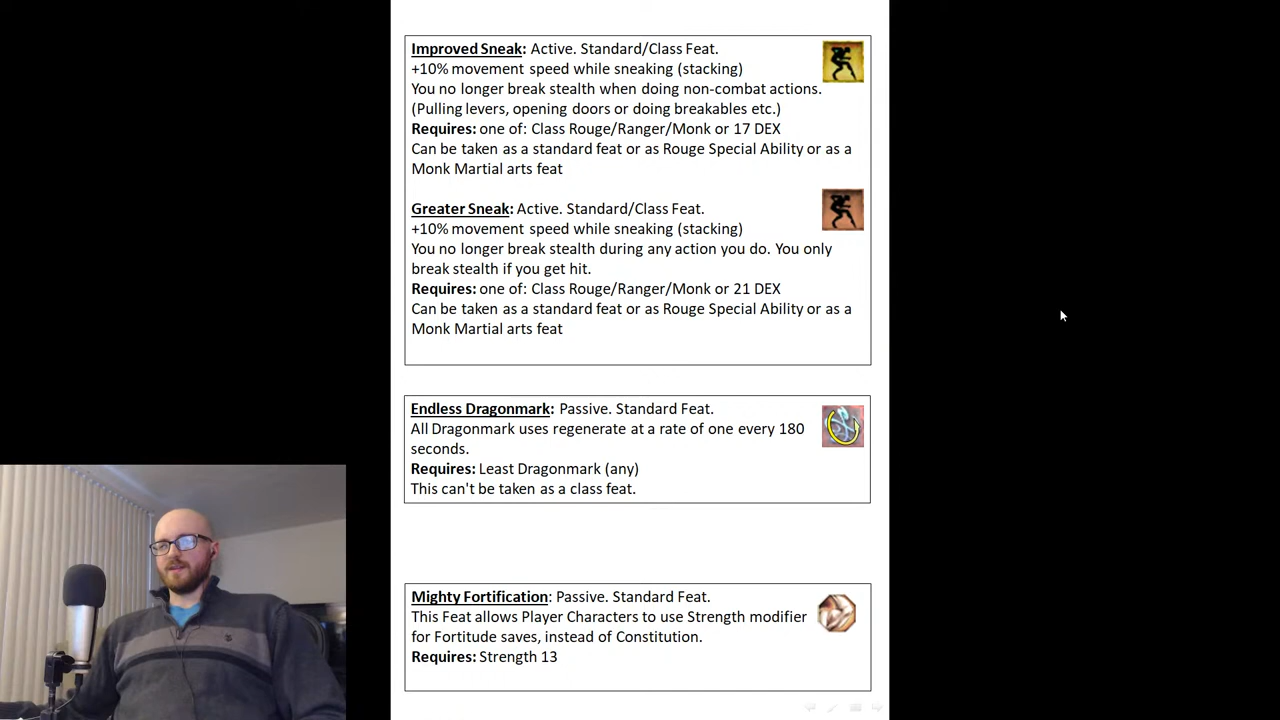 Improved Sneak: Active. Standard/Class Feat.
+10% movement speed while sneaking (stacking)
You no longer break stealth when doing non-combat actions.
(Pulling levers, opening doors or doing breakables etc.)
Requires: one of: Class Rouge/Ranger/Monk or 17 DEX
Can be taken as a standard feat or as Rouge Special Ability or as a
Monk Martial arts feat
Greater Sneak: Active. Standard/Class Feat.
+10% movement speed while sneaking (stacking)
You no longer break stealth during any action you do. You only
break stealth if you get hit.
Requires: one of: Class Rouge/Ranger/Monk or 21 DEX
Can be taken as a standard feat or as Rouge Special Ability or as a
Monk Martial arts feat
Endless Dragonmark: Passive. Standard Feat.
All Dragonmark uses regenerate at a rate of one every 180
seconds.
Requires: Least Dragonmark (any)
This can't be taken as a class feat.
Mighty Fortification: Passive. Standard Feat.
This Feat allows Player Characters to use Strength modifier
for Fortitude saves, instead of Constitution.
Requires: Strength 13